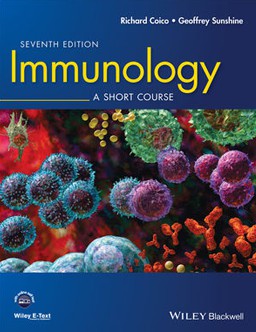 Richard Coico • Geoffrey Sunshine
SEVENTH EDITION
Immunology
A SHORT COURSE
Wiley E-Text
WILEY Blackwell